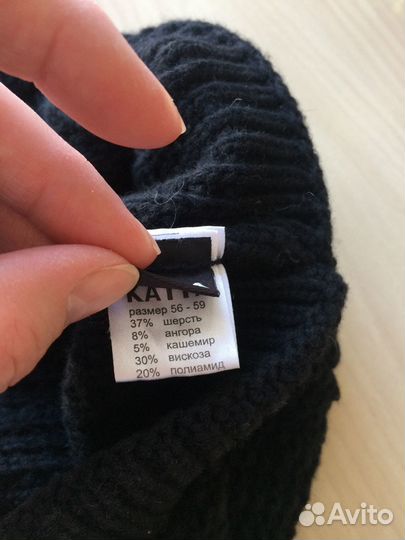 размер 56 - 59
37% шерсть
8% ангора
5% кашемир
30% вискоза
20% полиамид
Avito